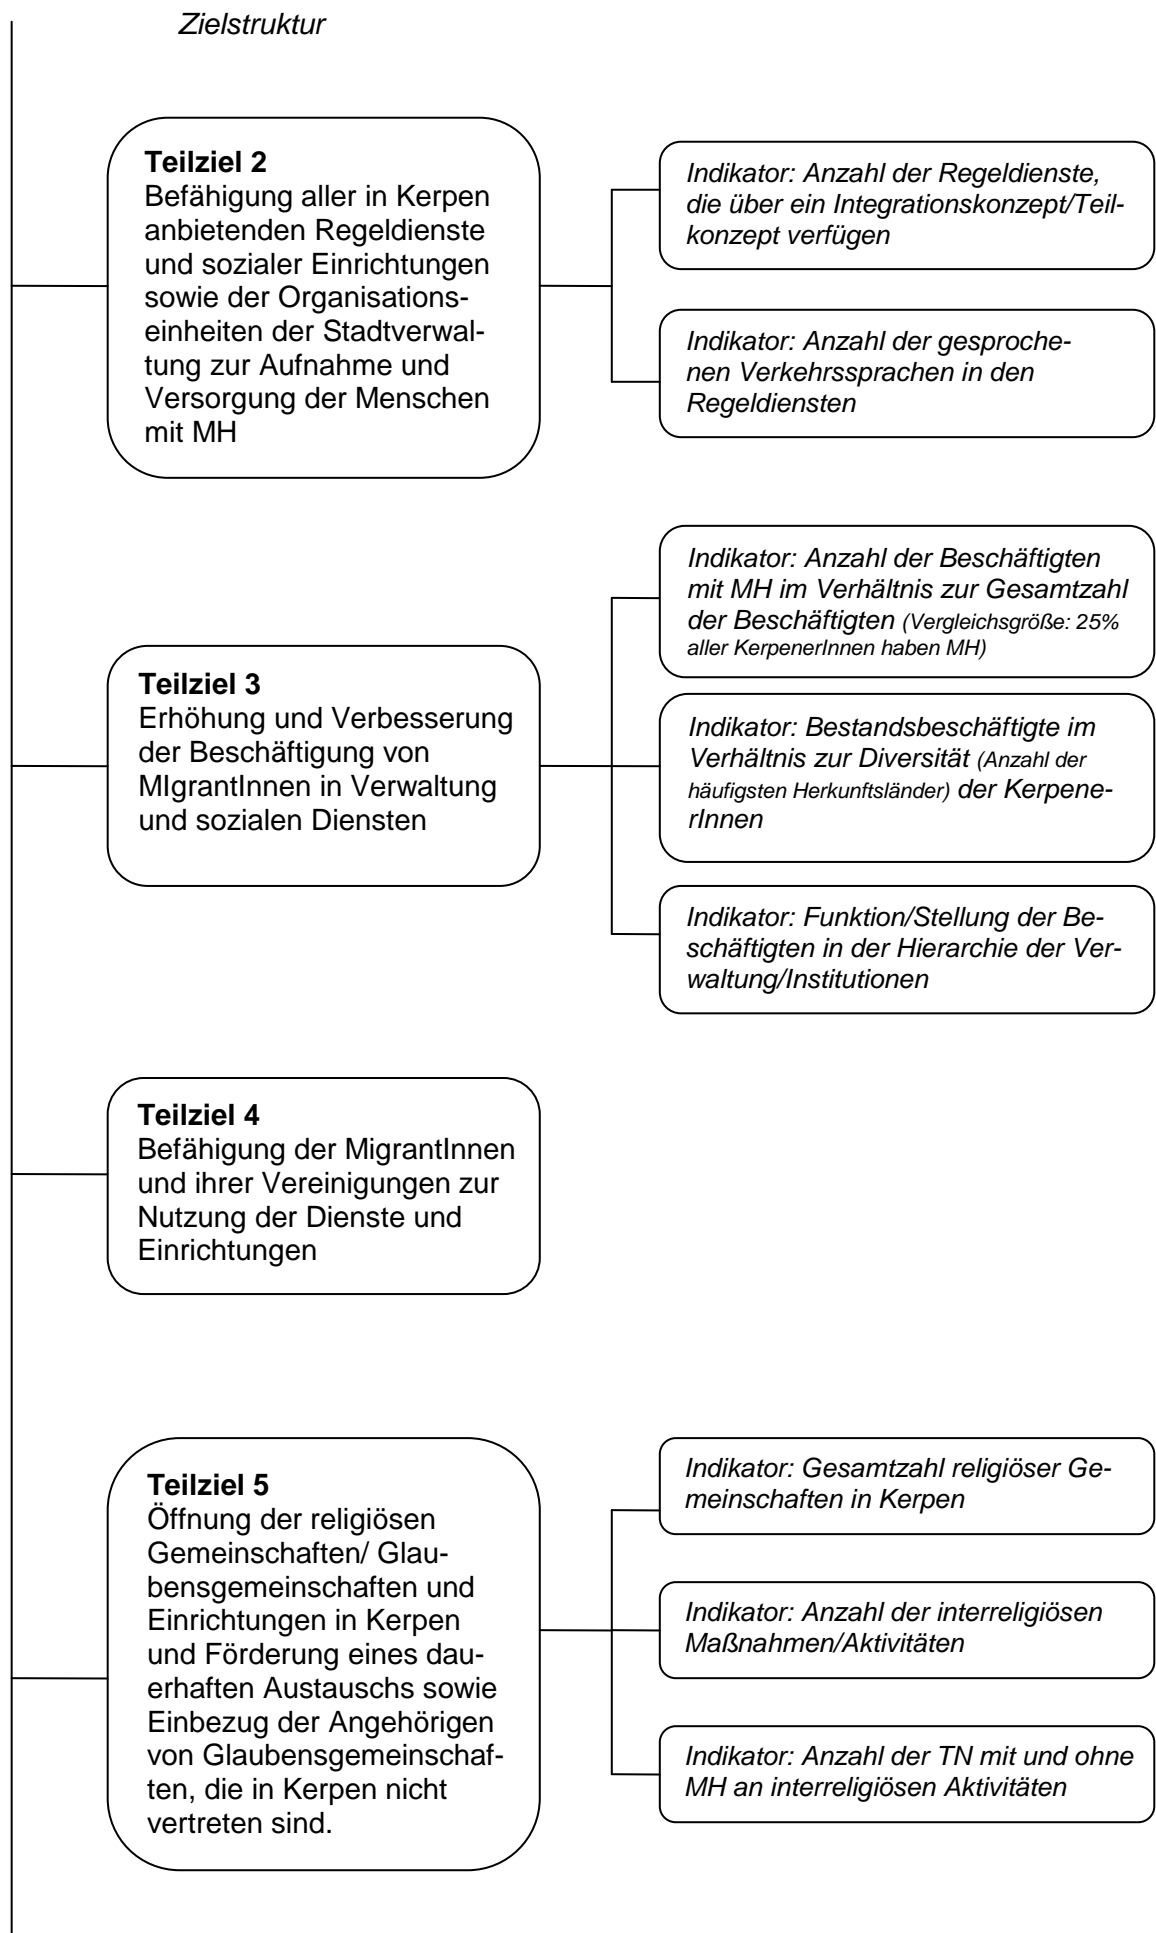 Zielstruktur
Teilziel 2
Befähigung aller in Kerpen
anbietenden Regeldienste
und sozialer Einrichtungen
sowie der Organisations-
einheiten der Stadtverwal-
tung zur Aufnahme und
Versorgung der Menschen
mit MH
Indikator: Anzahl der Regeldienste,
die über ein Integrationskonzept/Teil-
konzept verfügen
Indikator: Anzahl der gesproche-
nen Verkehrssprachen in den
Regeldiensten
Teilziel 3
Erhöhung und Verbesserung
der Beschäftigung von
MIgrantInnen in Verwaltung
und sozialen Diensten
Indikator: Anzahl der Beschäftigten
mit MH im Verhältnis zur Gesamtzahl
der Beschäftigten (Vergleichsgröße: 25%
aller KerpenerInnen haben MH)
Indikator: Bestandsbeschäftigte im
Verhältnis zur Diversität (Anzahl der
häufigsten Herkunftsländer) der Kerpene-
rInnen
Indikator: Funktion/Stellung der Be-
schäftigten in der Hierarchie der Ver-
waltung/Institutionen
Teilziel 4
Befähigung der MigrantInnen
und ihrer Vereinigungen zur
Nutzung der Dienste und
Einrichtungen
Teilziel 5
Öffnung der religiösen
Gemeinschaften/ Glau-
bensgemeinschaften und
Einrichtungen in Kerpen
und Förderung eines dau-
erhaften Austauschs sowie
Einbezug der Angehörigen
von Glaubensgemeinschaf-
ten, die in Kerpen nicht
vertreten sind.
Indikator: Gesamtzahl religiöser Ge-
meinschaften in Kerpen
Indikator: Anzahl der interreligiösen
Maßnahmen/Aktivitäten
Indikator: Anzahl der TN mit und ohne
MH an interreligiösen Aktivitäten